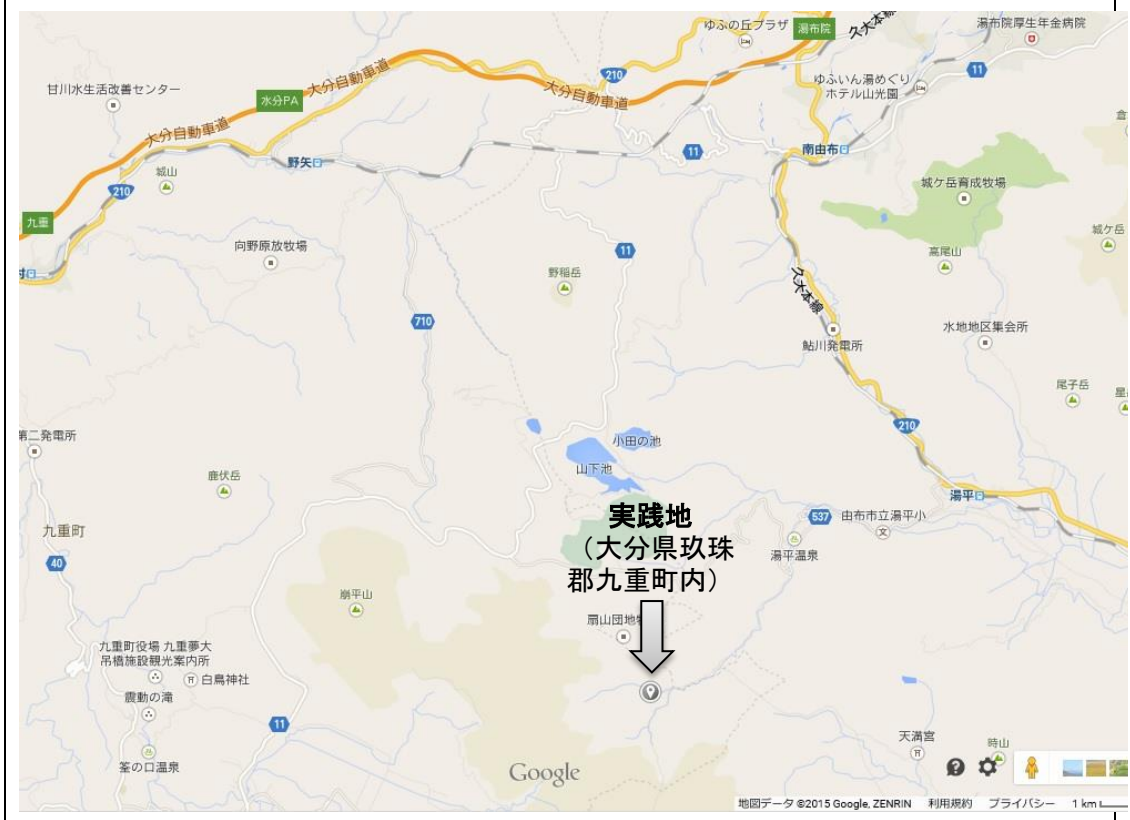 ゆふの丘プラザ
湯布院
久大本線
湯布院厚生年金病院
甘川水生活改善センター
水分PA
大分自動車道
210
大分自動車道
11
ゆふいん湯めぐり
ホテル山光園
大分自動車道
野矢
11
南由布
城山
210
城ケ岳育成牧場
九重
向野原放牧場
11
城ケ岳
高尾山
野稲岳
久大本線
710
水地地区集会所
鮎川発電所
尾子岳
210
第二発電所
小田の池
山下池
鹿伏岳
湯平
実践地
(大分県玖珠
郡九重町内)
537
由布市立湯平小
湯平温泉
九重町
40
崩平山
扇山団地
九重町役場 九重夢大
吊橋施設観光案内所
白鳥神社
震動の滝
11
天満宮
時山
筌の口温泉
Google
地図データ ©2015 Google, ZENRIN
利用規約
プライバシー
1 km